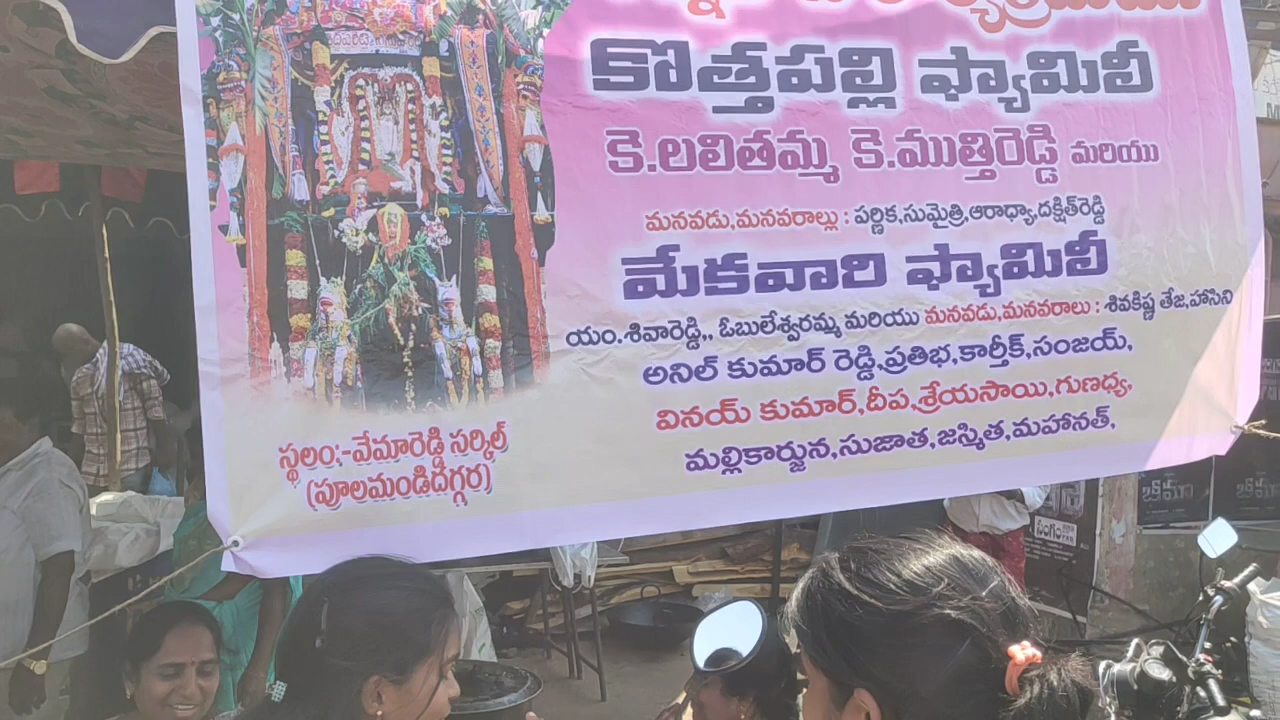 కొత్తపల్లి ఫ్యామిలీ
కె.లలితమ్మ కె.ముత్తిరెడ్డి మరియు
మనవడు,మనవరాల్లు : పర్ణిక,సుమైత్రి,ఆరాధ్యా,దక్షిత్‌రెడ్డి
మేకవారి ఫ్యామిలీ
యం.శివారెడ్డి,, ఓబులేశ్వరమ్మ మరియు మనవడు,మనవరాలు : శివకిష్ణ తేజ,హాసిని
అనిల్ కుమార్ రెడ్డి,ప్రతిభ,కార్తీక్,సంజయ్,
వినయ్ కుమార్,దీప,శ్రేయసాయి,గుణధ్య,
మల్లికార్జున,సుజాత,జస్మిత,మహానత్,
స్థలం:-వేమారెడ్డి సర్కిల్
(పూలమండిదగ్గర)
బీమా
బీమా
సింగం